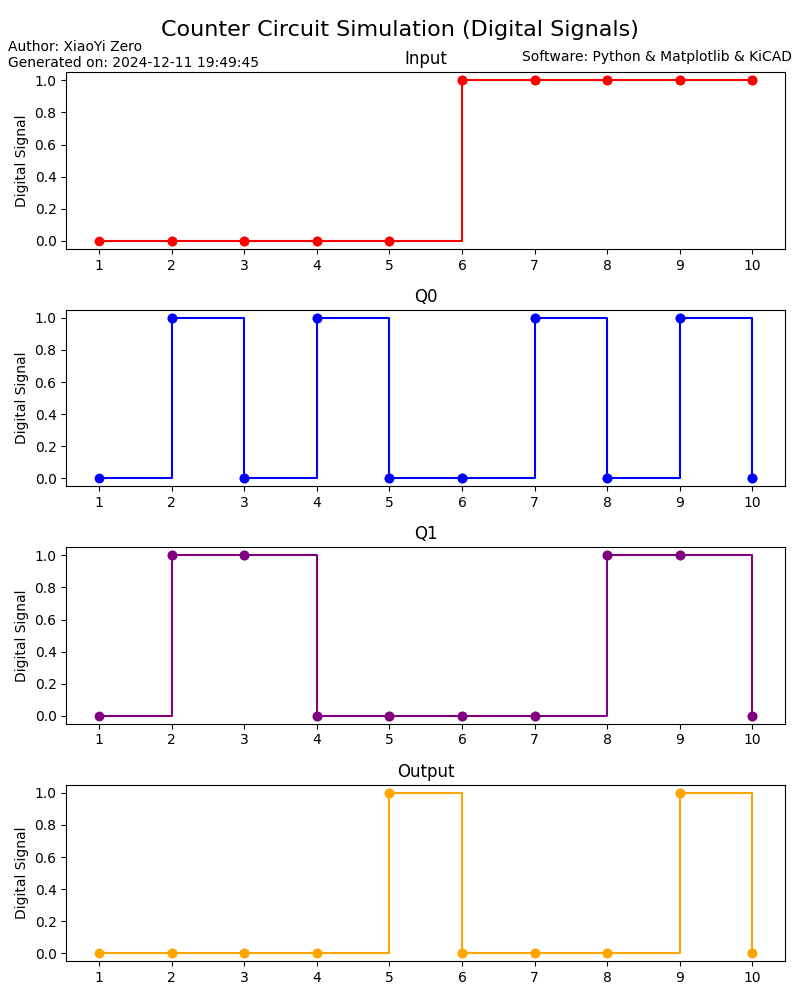 Counter Circuit Simulation (Digital Signals)
Author: XiaoYi Zero
Generated on: 2024-12-11 19:49:45
Software: Python & Matplotlib & KiCAD
Input
Digital Signal
1.0
0.8
0.6
0.4
0.2
0.0
1 2 3 4 5 6 7 8 9 10
Q0
Digital Signal
1.0
0.8
0.6
0.4
0.2
0.0
1 2 3 4 5 6 7 8 9 10
Q1
Digital Signal
1.0
0.8
0.6
0.4
0.2
0.0
1 2 3 4 5 6 7 8 9 10
Output
Digital Signal
1.0
0.8
0.6
0.4
0.2
0.0
1 2 3 4 5 6 7 8 9 10